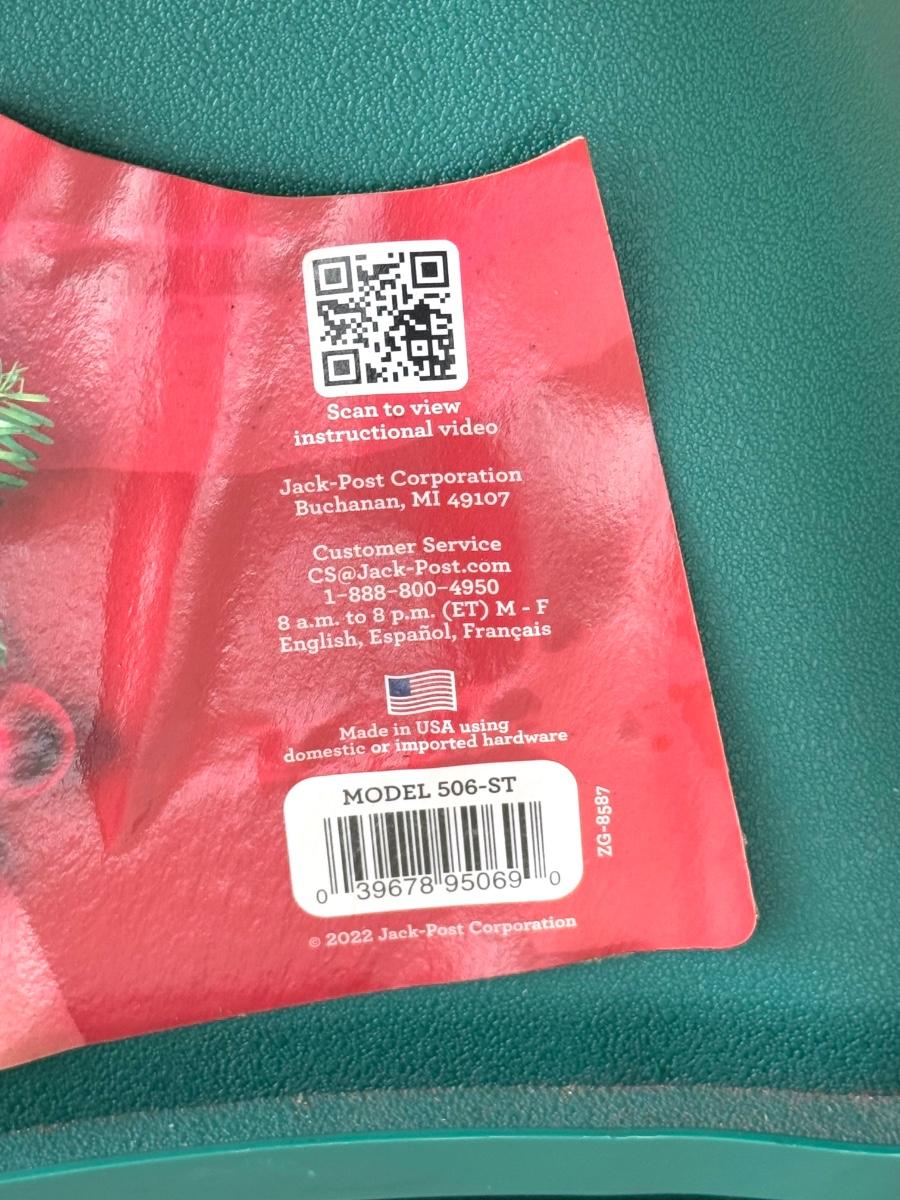 Scan to view
instructional video
Jack-Post Corporation
Buchanan, MI 49107
Customer Service
CS@Jack-Post.com
1-888-800-4950
8 a.m. to 8 p.m. (ET) M - F
English, Español, Français
Made in USA using
domestic or imported hardware
MODEL 506-ST
0 39678 95069 0
ZG-8587
© 2022 Jack-Post Corporation